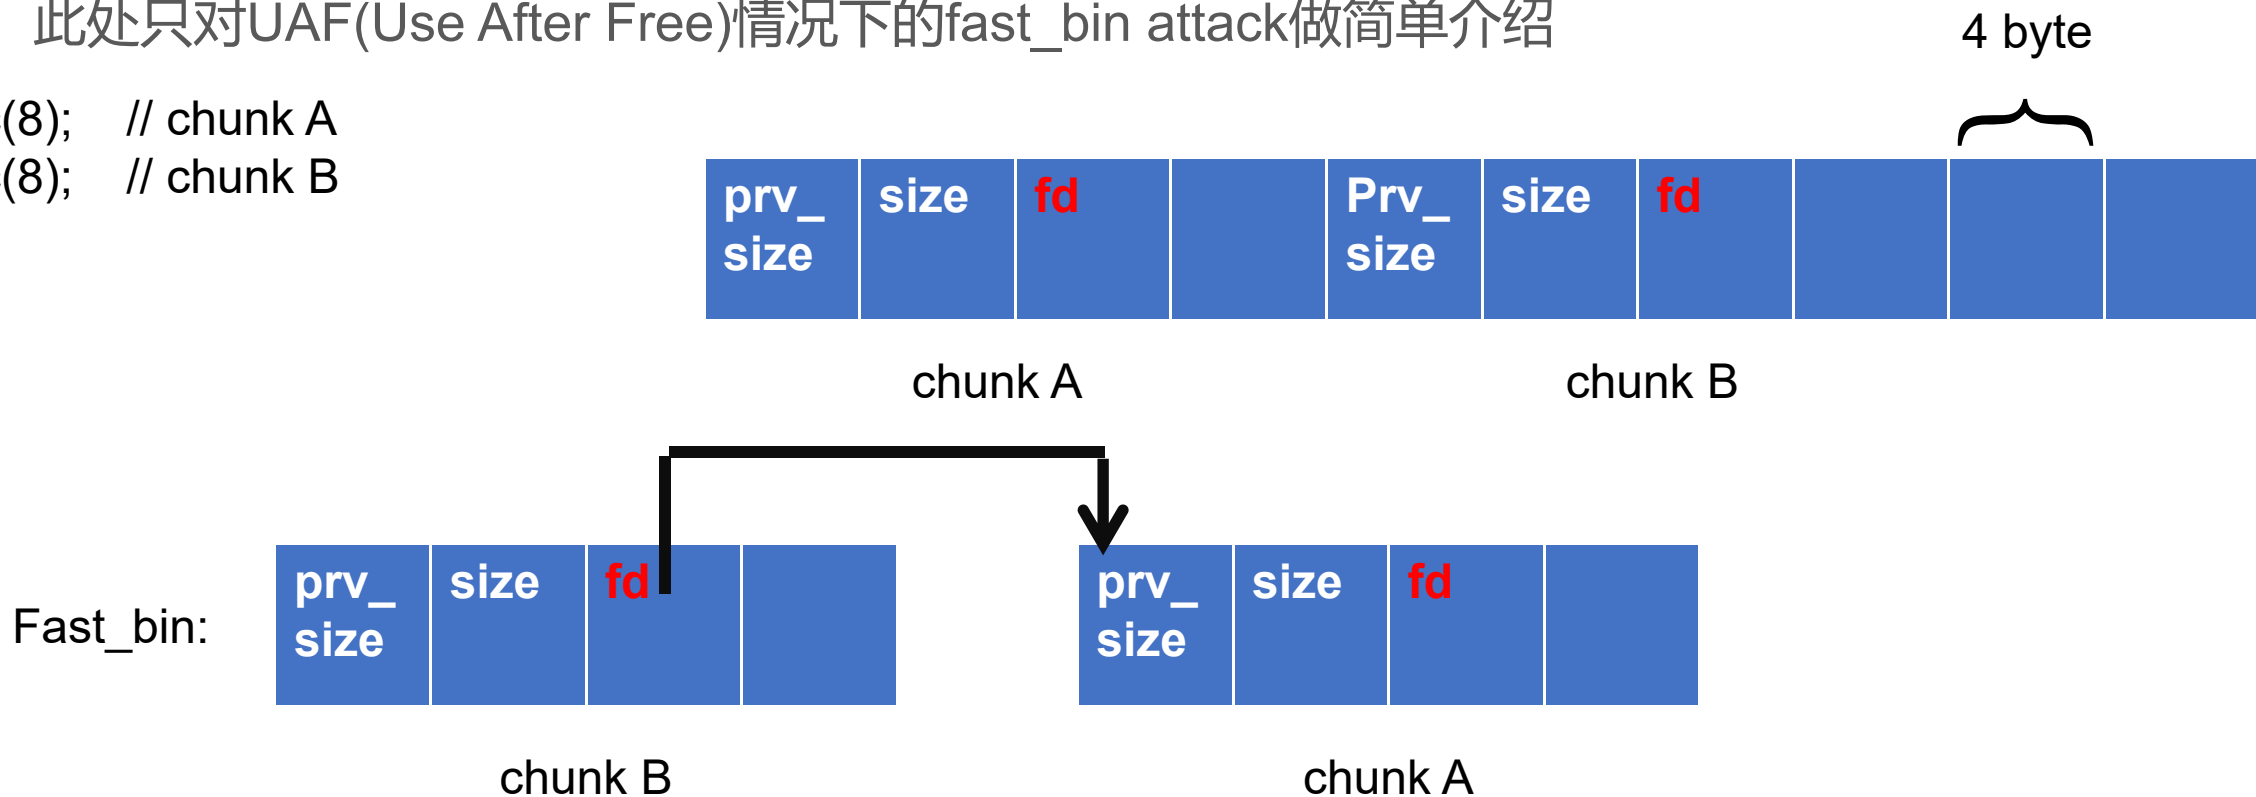 此处只对UAF(Use After Free)情况下的fast_bin attack做简单介绍
4 byte
(8); // chunk A
(8); // chunk B
prv_ size fd Prv_ size fd
size size
chunk A chunk B
Fast_bin:
prv_ size fd prv_ size fd
size size
chunk B chunk A